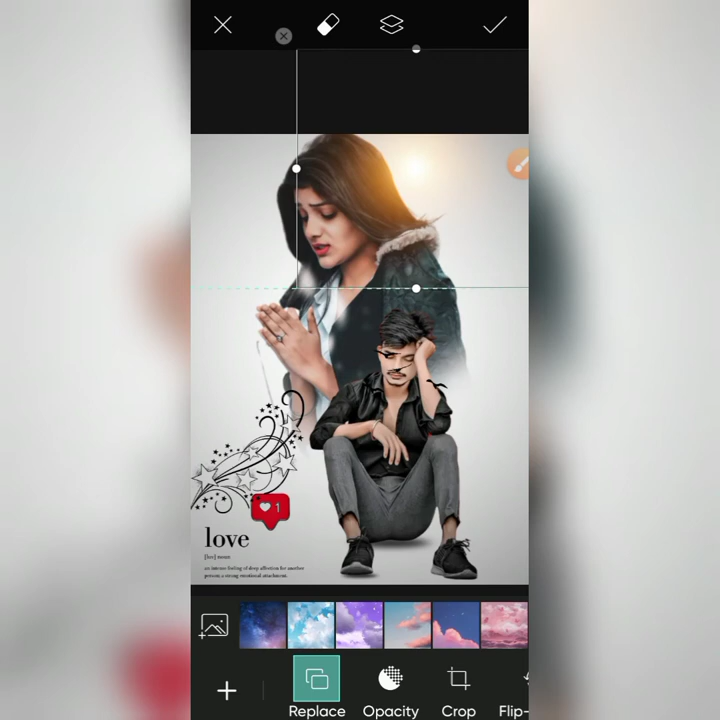 1
love
[lʌv] noun
an intense feeling of deep affection for another
person; a strong emotional attachment.
Replace
Opacity
Crop
Flip-